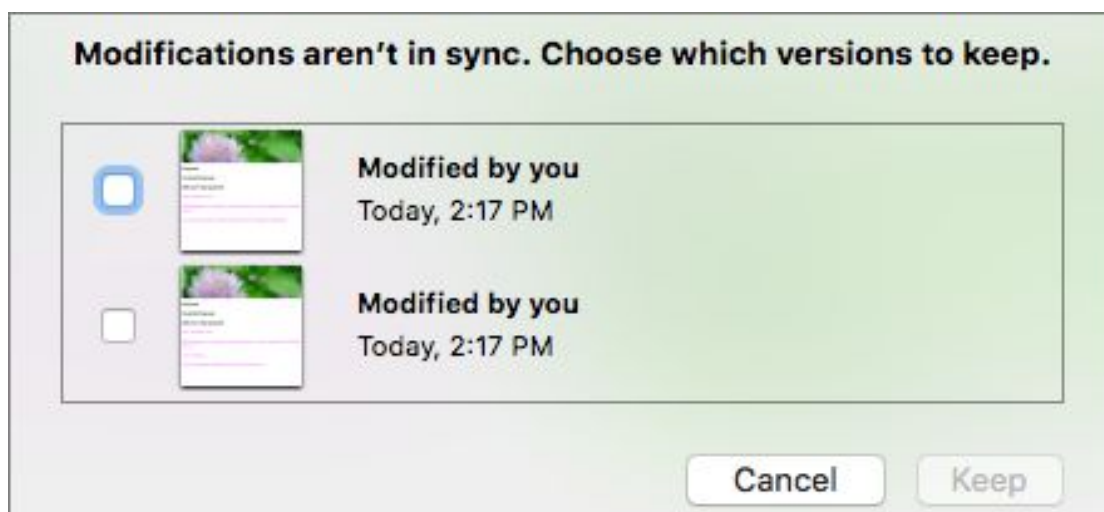 Modifications aren't in sync. Choose which versions to keep.
Modified by you
Today, 2:17 PM
Modified by you
Today, 2:17 PM
Cancel
Keep